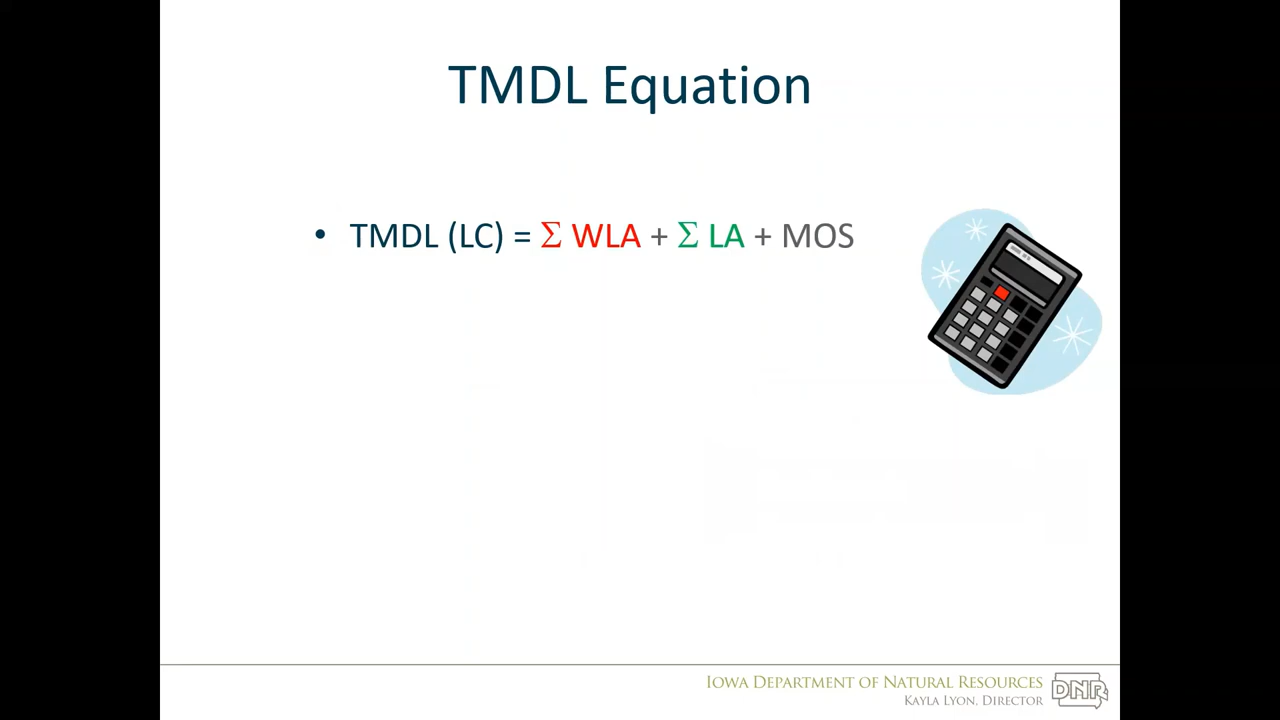 TMDL Equation
• TMDL (LC) = Σ WLA + Σ LA + MOS
IOWA DEPARTMENT OF NATURAL RESOURCES
KAYLA LYON, DIRECTOR
DNR